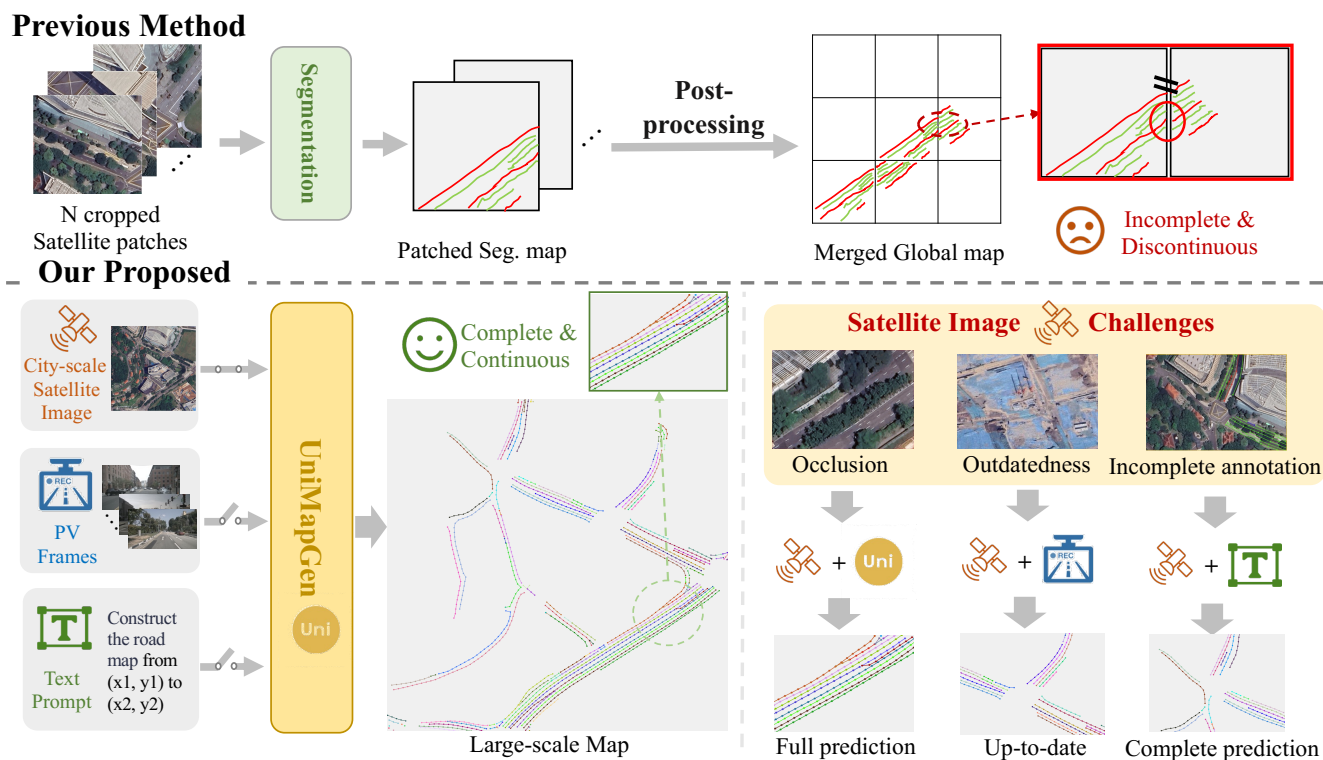 Previous Method
N cropped
Satellite patches
Segmentation
Patched Seg. map
Post-
processing
Merged Global map
Incomplete &
Discontinuous
Our Proposed
City-scale
Satellite
Image
REC
PV
Frames
T
Text
Prompt
Construct
the road
map from
(x1, y1) to
(x2, y2)
UniMapGen
Uni
Complete &
Continuous
Large-scale Map
Satellite Image Challenges
Occlusion
Outdatedness
Incomplete annotation
+ Uni
+ REC
+ T
Full prediction
Up-to-date
Complete prediction